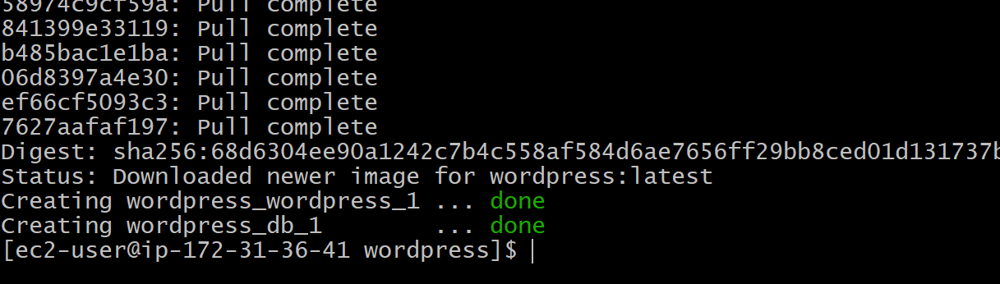 58974c9cf59a: Pull complete
841399e33119: Pull complete
b485bac1e1ba: Pull complete
06d8397a4e30: Pull complete
ef66cf5093c3: Pull complete
7627aafaf197: Pull complete
Digest: sha256:68d6304ee90a1242c7b4c558af584d6ae7656ff29bb8ced01d131737b
Status: Downloaded newer image for wordpress:latest
Creating wordpress_wordpress_1 ... done
Creating wordpress_db_1 ... done
[ec2-user@ip-172-31-36-41 wordpress]$